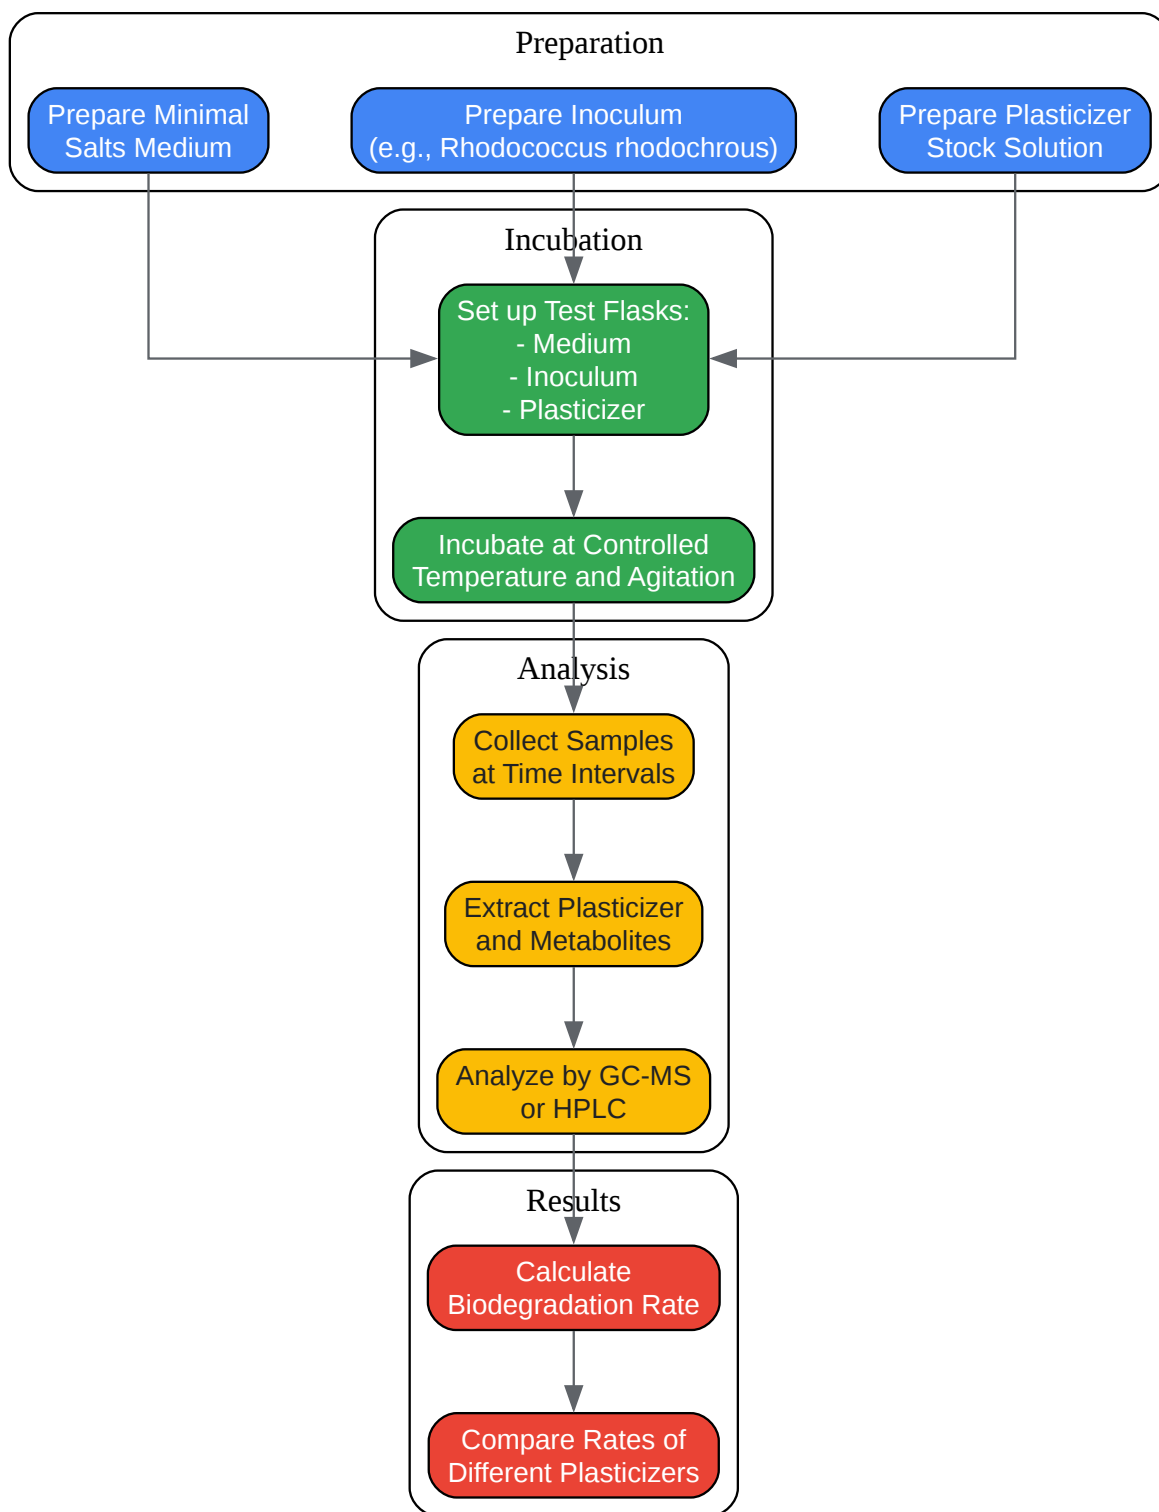 Preparation
Prepare Minimal
Salts Medium
Prepare Inoculum
(e.g., Rhodococcus rhodochrous)
Prepare Plasticizer
Stock Solution
Incubation
Set up Test Flasks:
- Medium
- Inoculum
- Plasticizer
Incubate at Controlled
Temperature and Agitation
Analysis
Collect Samples
at Time Intervals
Extract Plasticizer
and Metabolites
Analyze by GC-MS
or HPLC
Results
Calculate
Biodegradation Rate
Compare Rates of
Different Plasticizers